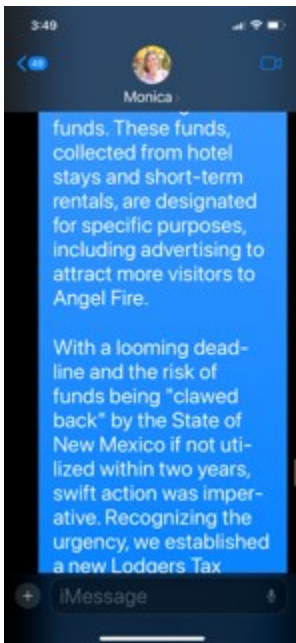 3:49
49
Monica
funds. These funds,
collected from hotel
stays and short-term
rentals, are designated
for specific purposes,
including advertising to
attract more visitors to
Angel Fire.
With a looming dead-
line and the risk of
funds being "clawed
back" by the State of
New Mexico if not uti-
lized within two years,
swift action was imper-
ative. Recognizing the
urgency, we established
a new Lodgers Tax
iMessage